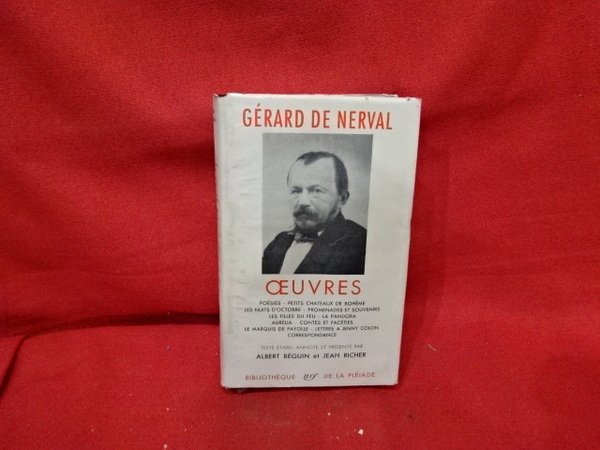 GÉRARD DE NERVAL
ŒUVRES
POÉSIES - PETITS CHATEAUX DE BOHÊME
LES NUITS D'OCTOBRE - PROMENADES ET SOUVENIRS
LES FILLES DU FEU - LA PANDORA
AURÉLIA - CONTES ET FACÉTIES
LE MARQUIS DE FAYOLLE - LETTRES A JENNY COLON
CORRESPONDANCE
TEXTE ÉTABLI, ANNOTÉ ET PRÉSENTÉ PAR
ALBERT BÉGUIN et JEAN RICHER
BIBLIOTHÈQUE nrf DE LA PLÉIADE